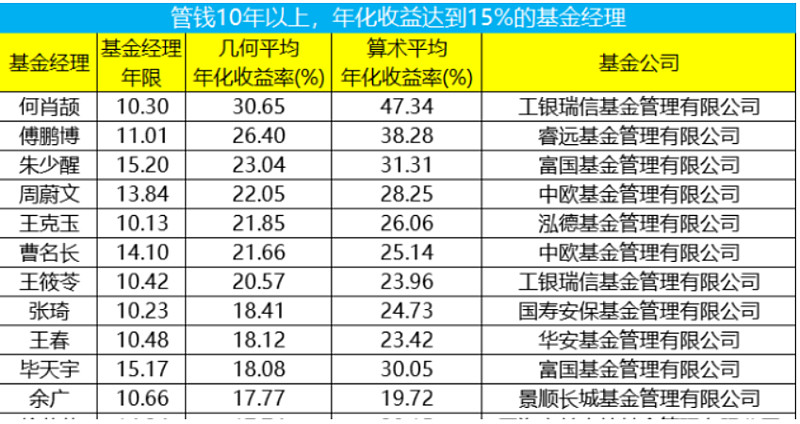 管钱10年以上，年化收益达到15%的基金经理
基金经理 基金经理年限 几何平均年化收益率(%) 算术平均年化收益率(%) 基金公司
何肖颉 10.30 30.65 47.34 工银瑞信基金管理有限公司
傅鹏博 11.01 26.40 38.28 睿远基金管理有限公司
朱少醒 15.20 23.04 31.31 富国基金管理有限公司
周蔚文 13.84 22.05 28.25 中欧基金管理有限公司
王克玉 10.13 21.85 26.06 泓德基金管理有限公司
曹名长 14.10 21.66 25.14 中欧基金管理有限公司
王筱苓 10.42 20.57 23.96 工银瑞信基金管理有限公司
张琦 10.23 18.41 24.73 国寿安保基金管理有限公司
王春 10.48 18.12 23.42 华安基金管理有限公司
毕天宇 15.17 18.08 30.05 富国基金管理有限公司
余广 10.66 17.77 19.72 景顺长城基金管理有限公司